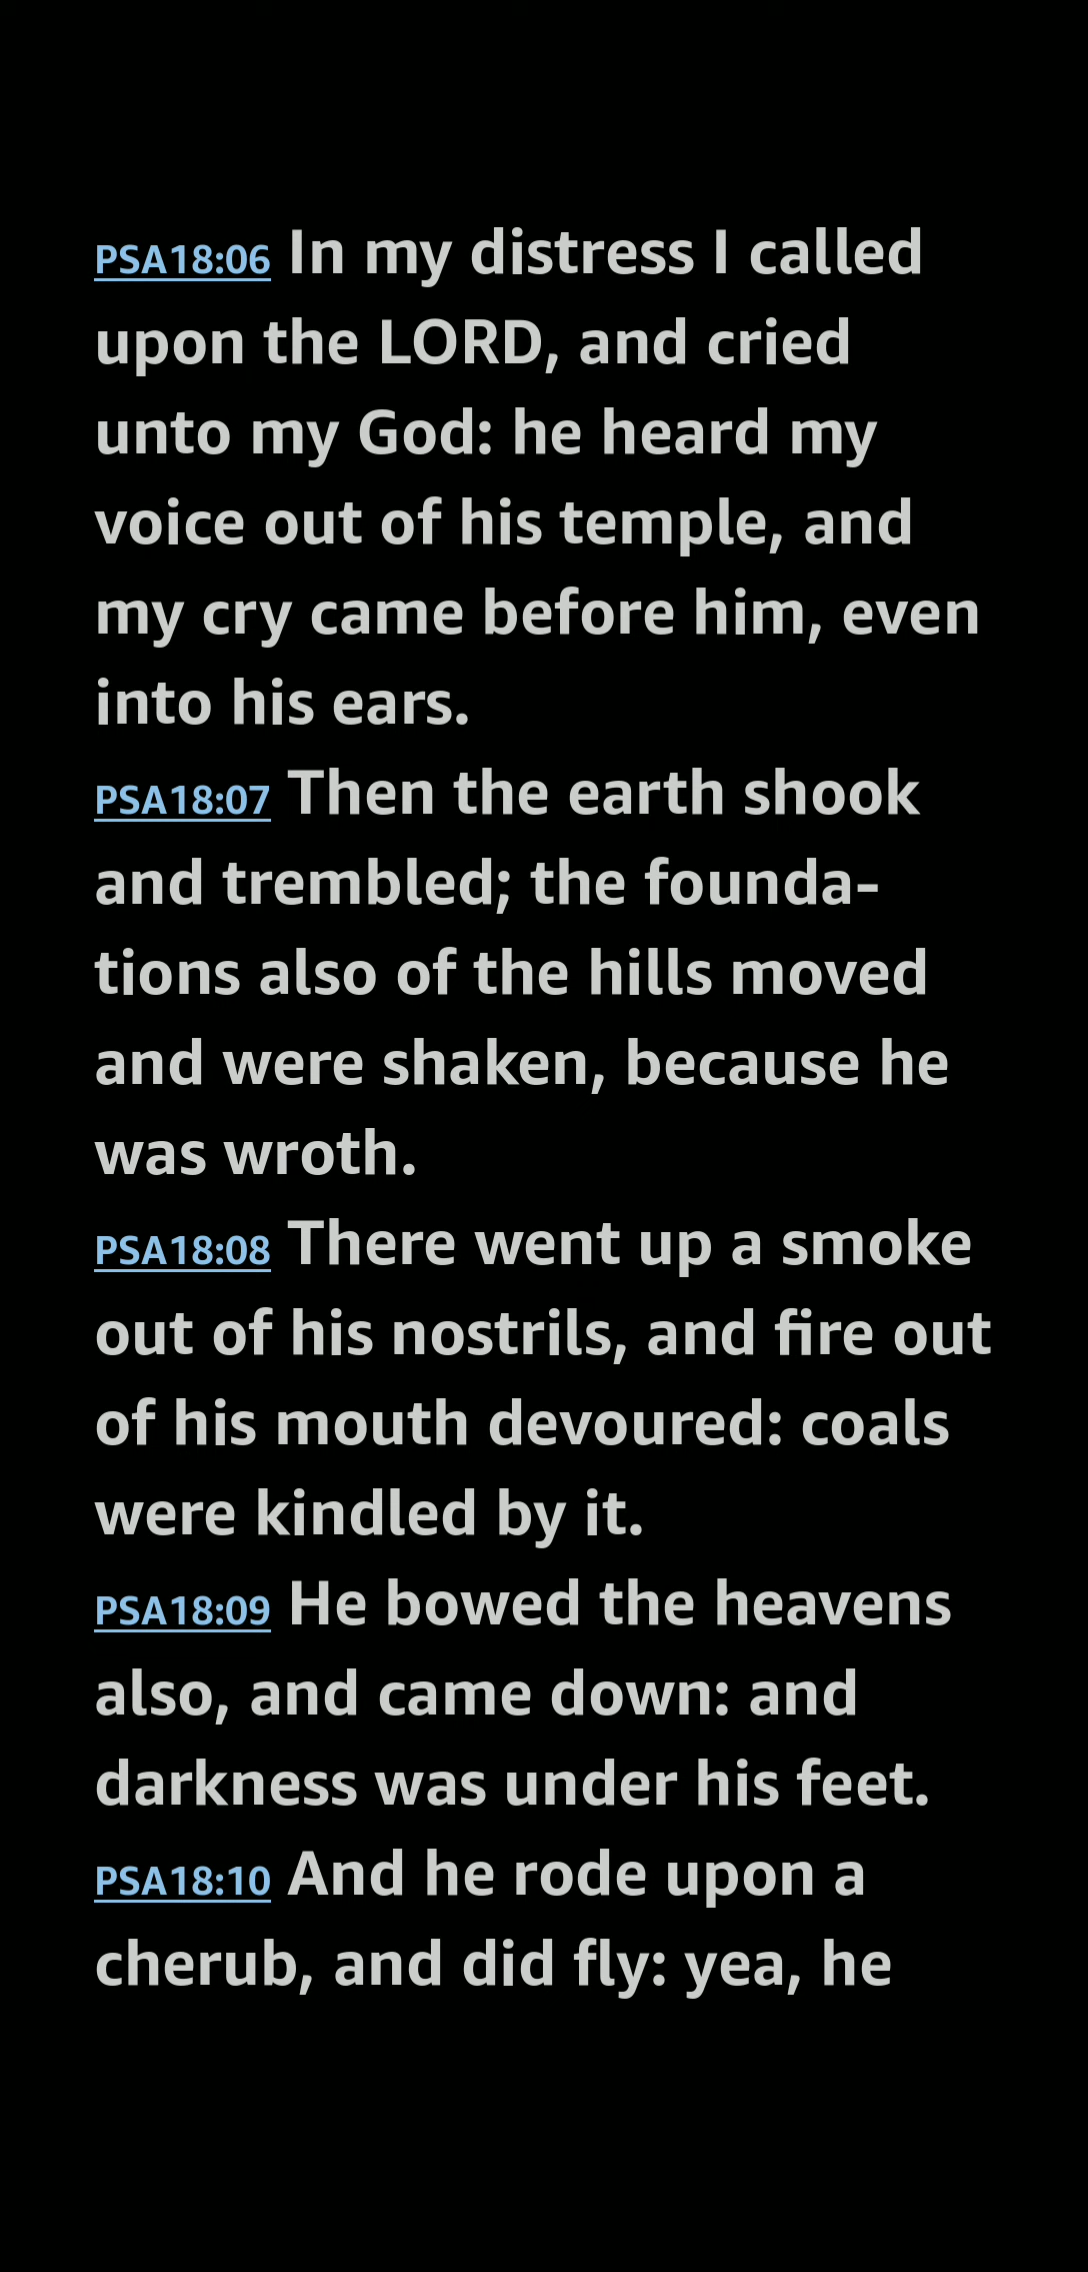 PSA18:06 In my distress I called
upon the LORD, and cried
unto my God: he heard my
voice out of his temple, and
my cry came before him, even
into his ears.
PSA18:07 Then the earth shook
and trembled; the founda-
tions also of the hills moved
and were shaken, because he
was wroth.
PSA18:08 There went up a smoke
out of his nostrils, and fire out
of his mouth devoured: coals
were kindled by it.
PSA18:09 He bowed the heavens
also, and came down: and
darkness was under his feet.
PSA18:10 And he rode upon a
cherub, and did fly: yea, he